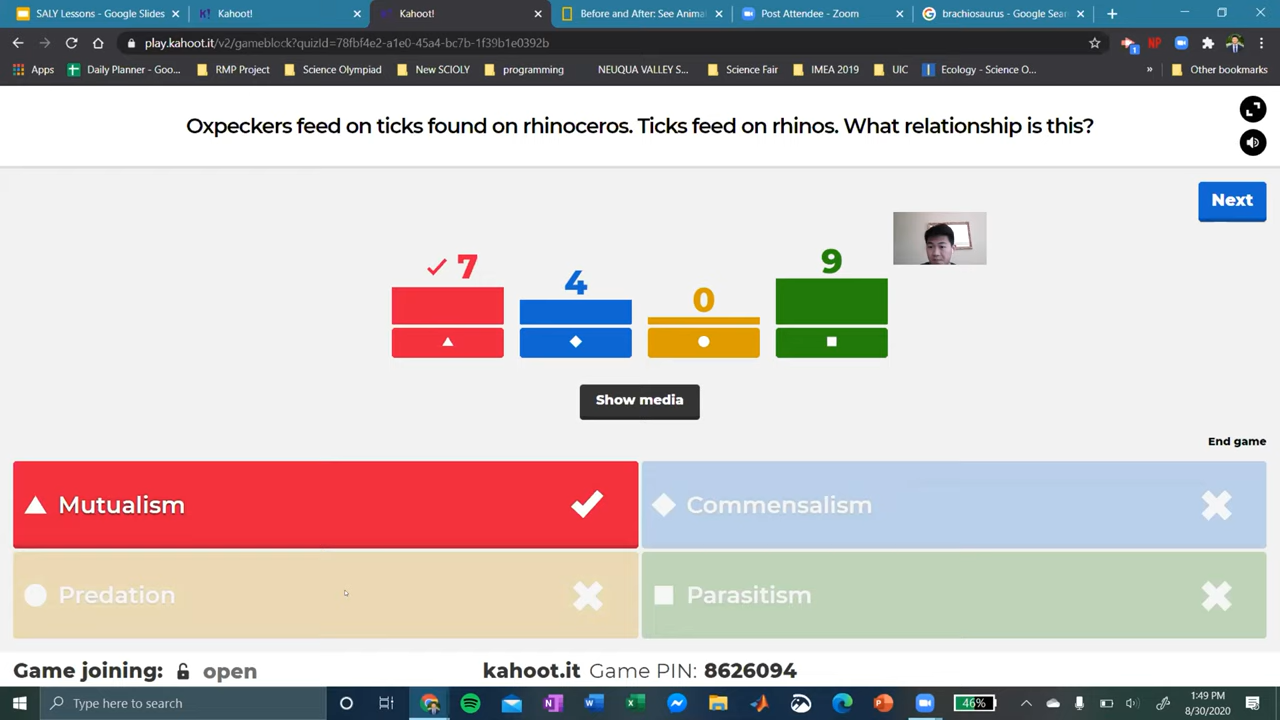 SALY Lessons - Google Slides
Kahoot!
Kahoot!
Before and After: See Anima
Post Attendee - Zoom
brachiosaurus - Google Sear
play.kahoot.it/v2/gameblock?quizId=78fbf4e2-a1e0-45a4-bc7b-1f39b1e0392b
Apps
Daily Planner - Goo...
RMP Project
Science Olympiad
New SCIOLY
programming
NEUQUA VALLEY S...
Science Fair
IMEA 2019
UIC
Ecology - Science O...
»
Other bookmarks
Oxpeckers feed on ticks found on rhinoceros. Ticks feed on rhinos. What relationship is this?
Next
7
4
0
9
Show media
End game
Mutualism
Commensalism
Predation
Parasitism
Game joining: open
kahoot.it Game PIN: 8626094
Type here to search
46%
1:49 PM
8/30/2020